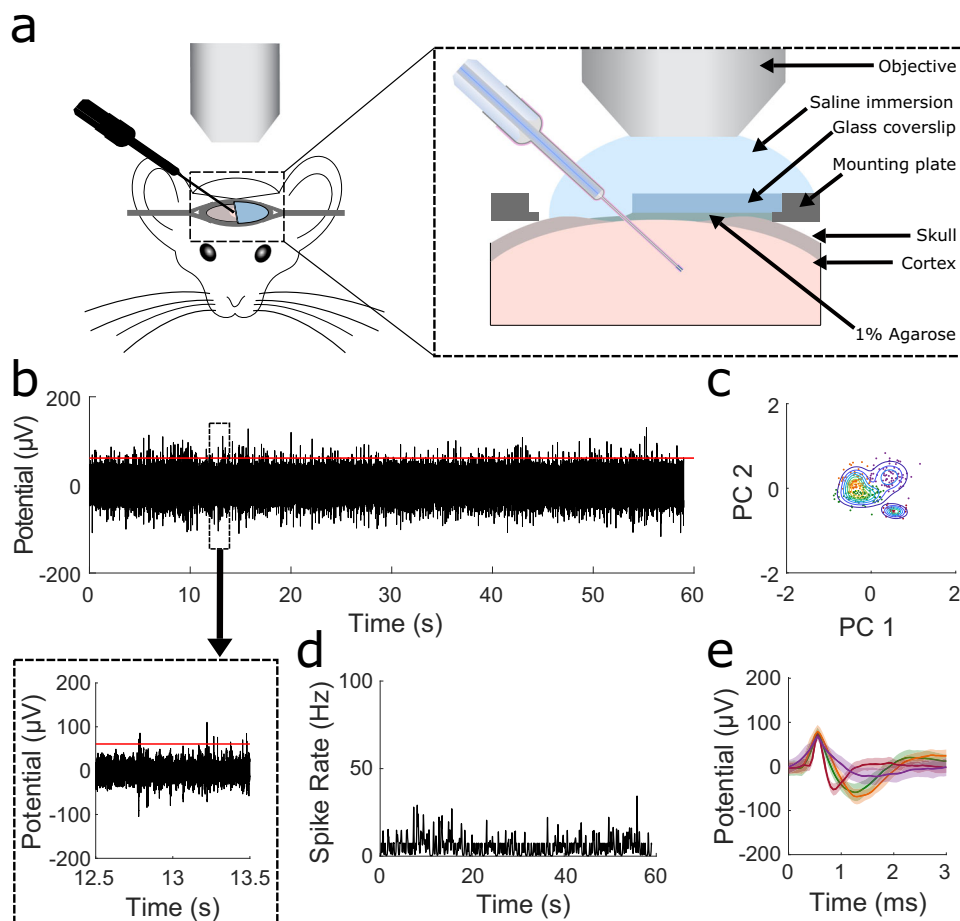 a
Objective
Saline immersion
Glass coverslip
Mounting plate
Skull
Cortex
1% Agarose
b
200
0
-200
Potential (µV)
0 10 20 30 40 50 60
Time (s)
c
2
0
-2
PC 2
-2 0 2
PC 1
200
100
0
-100
-200
Potential (µV)
12.5 13 13.5
Time (s)
d
100
50
0
Spike Rate (Hz)
0 20 40 60
Time (s)
e
200
100
0
-100
-200
Potential (µV)
0 1 2 3
Time (ms)